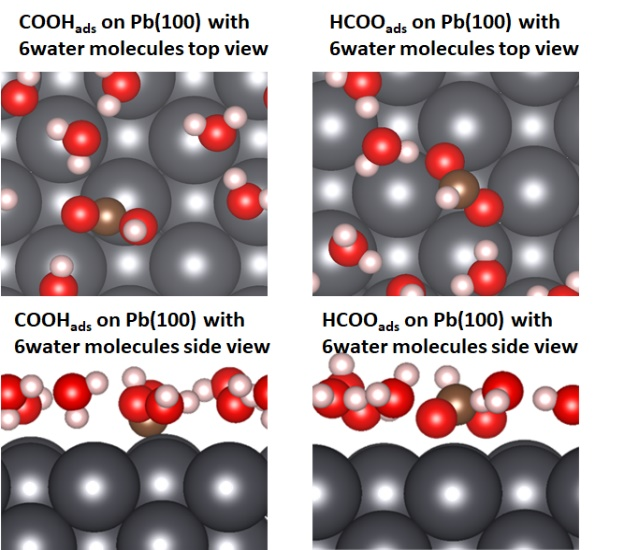 COOHads on Pb(100) with
6water molecules top view
HCOOads on Pb(100) with
6water molecules top view
COOHads on Pb(100) with
6water molecules side view
HCOOads on Pb(100) with
6water molecules side view